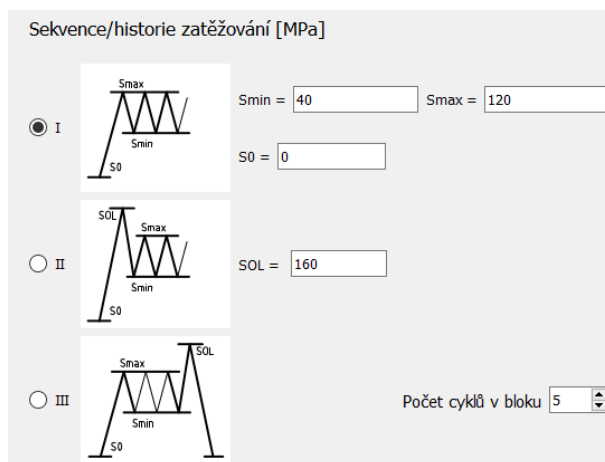 Sekvence/historie zatěžování [MPa]
I
Smax
Smin
S0
Smin = 40 Smax = 120
S0 = 0
II
SOL
Smax
Smin
S0
SOL = 160
III
Smax
SOL
Smin
S0
Počet cyklů v bloku 5